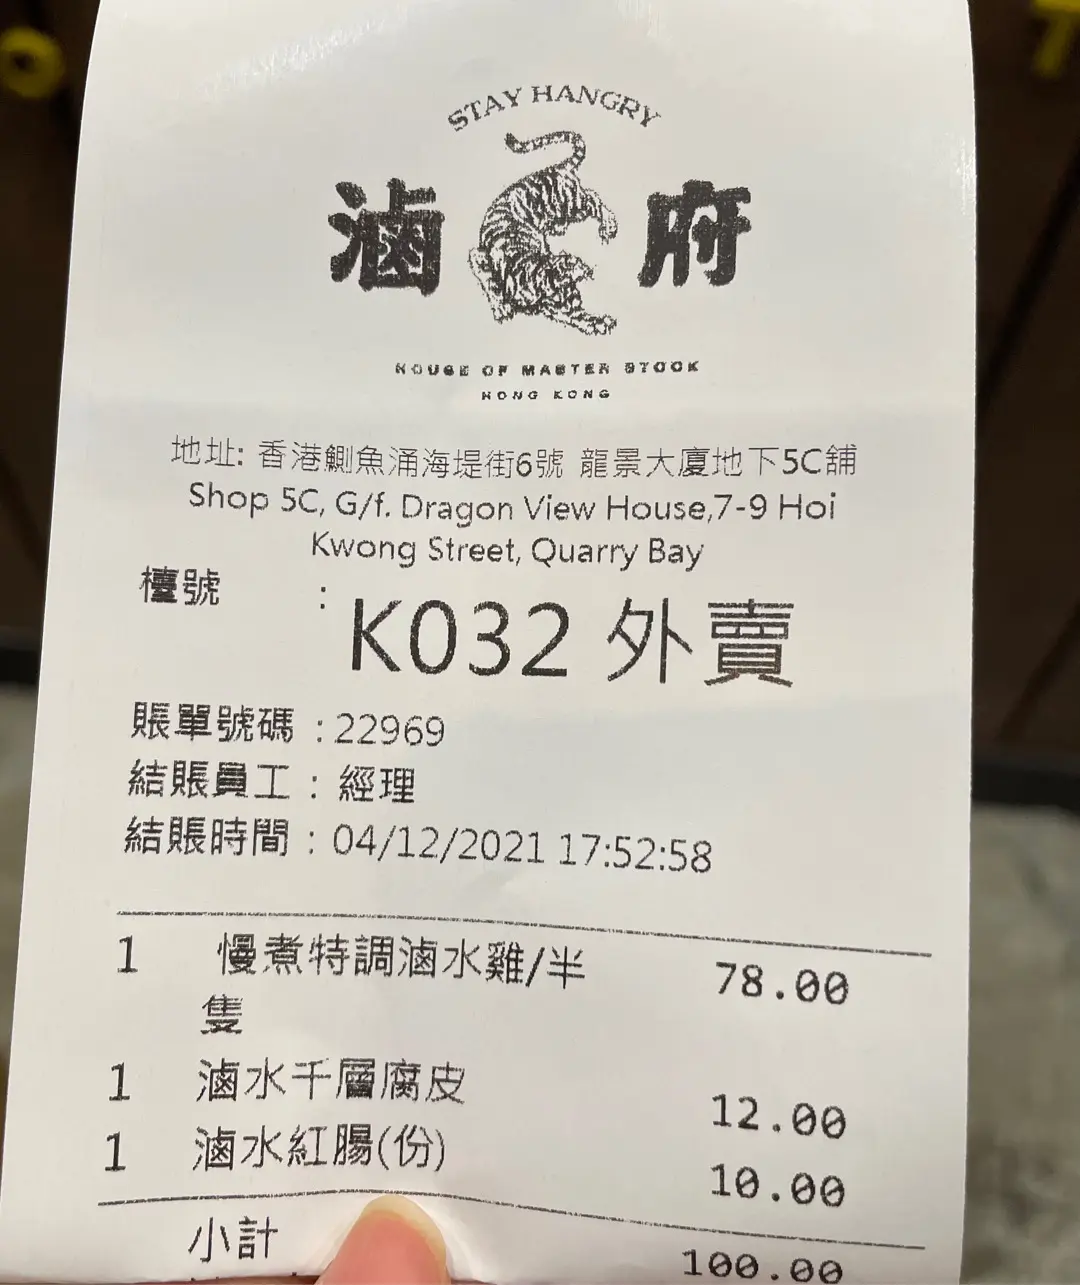 STAY HANGRY
滷府
HOUSE OF MASTER STOCK
HONG KONG
地址: 香港鰂魚涌海堤街6號 龍景大廈地下5C舖
Shop 5C, G/f. Dragon View House,7-9 Hoi
Kwong Street, Quarry Bay
檯號 :
K032 外賣
賬單號碼 : 22969
結賬員工 : 經理
結賬時間 : 04/12/2021 17:52:58
1 慢煮特調滷水雞/半 78.00
隻
1 滷水千層腐皮 12.00
1 滷水紅腸(份) 10.00
小計 100.00